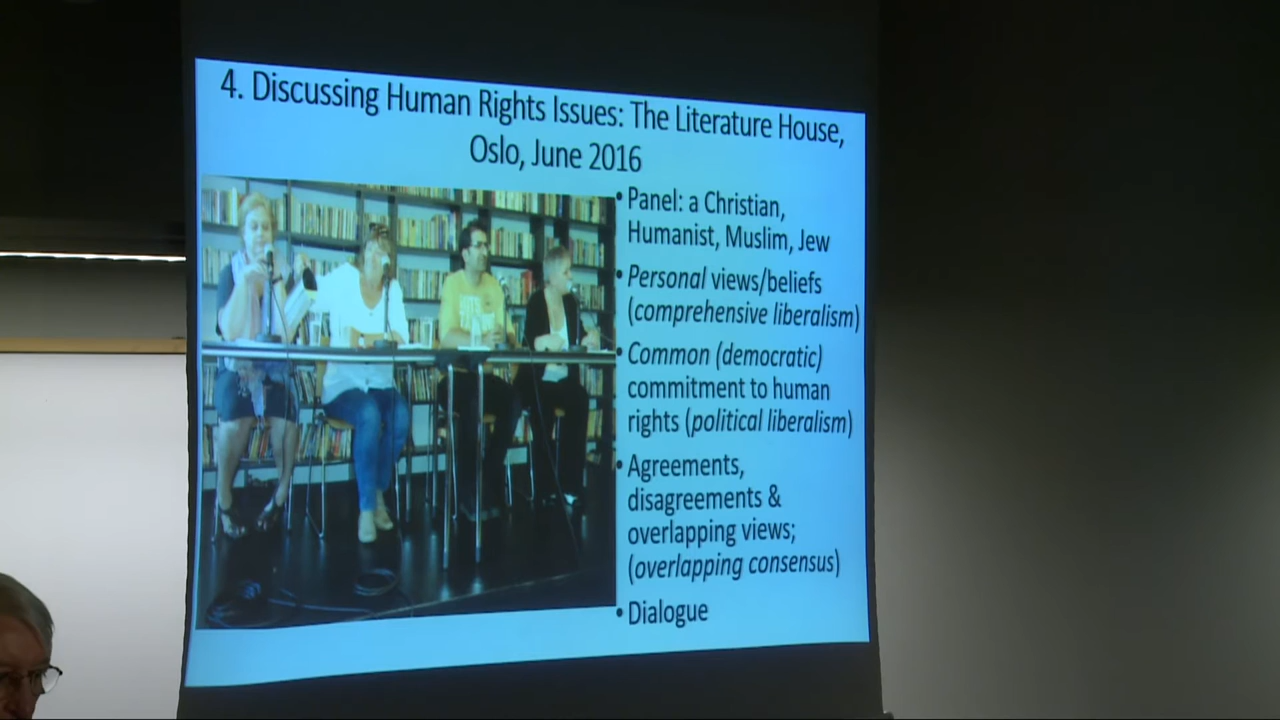 4. Discussing Human Rights Issues: The Literature House,
Oslo, June 2016
• Panel: a Christian,
Humanist, Muslim, Jew
• Personal views/beliefs
(comprehensive liberalism)
• Common (democratic)
commitment to human
rights (political liberalism)
• Agreements,
disagreements &
overlapping views;
(overlapping consensus)
• Dialogue